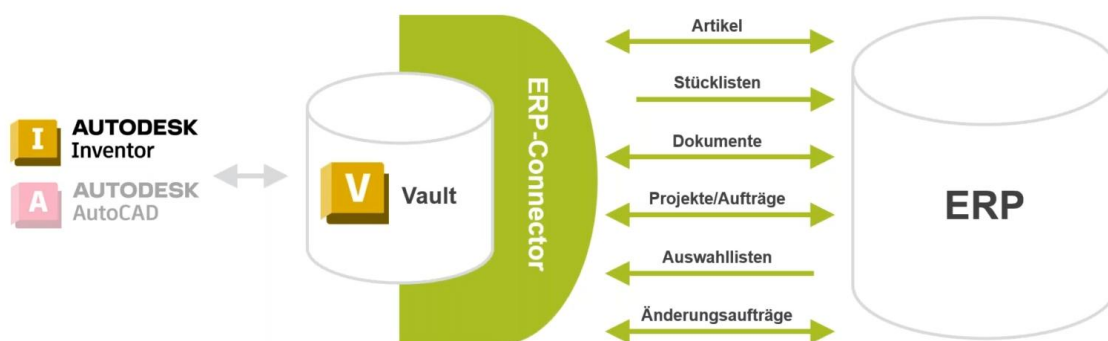 I
AUTODESK
Inventor
A
AUTODESK
AutoCAD
V
Vault
ERP-Connector
Artikel
Stücklisten
Dokumente
Projekte/Aufträge
Auswahllisten
Änderungsaufträge
ERP